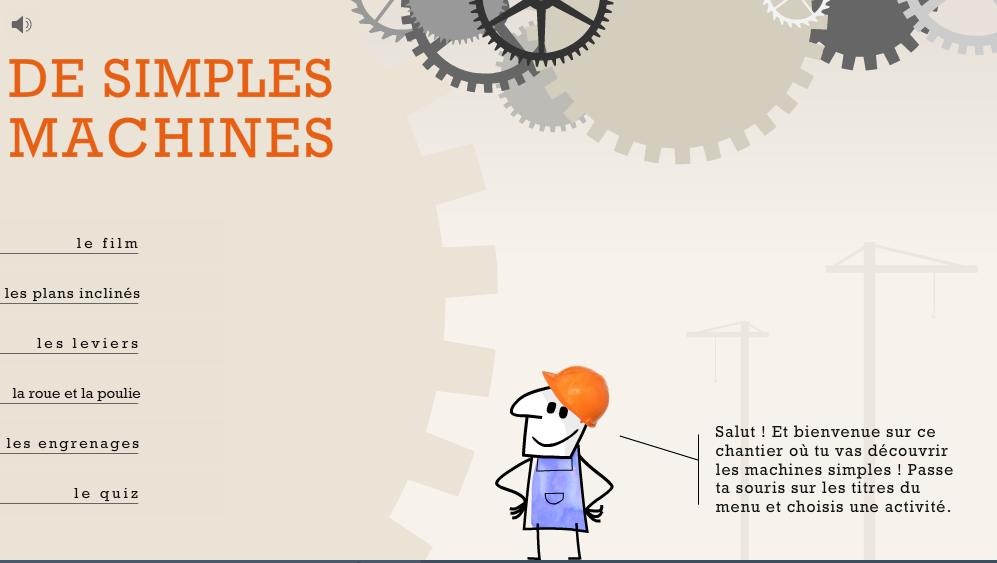 DE SIMPLES
MACHINES
le film
les plans inclinés
les leviers
la roue et la poulie
les engrenages
le quiz
Salut ! Et bienvenue sur ce
chantier où tu vas découvrir
les machines simples ! Passe
ta souris sur les titres du
menu et choisis une activité.